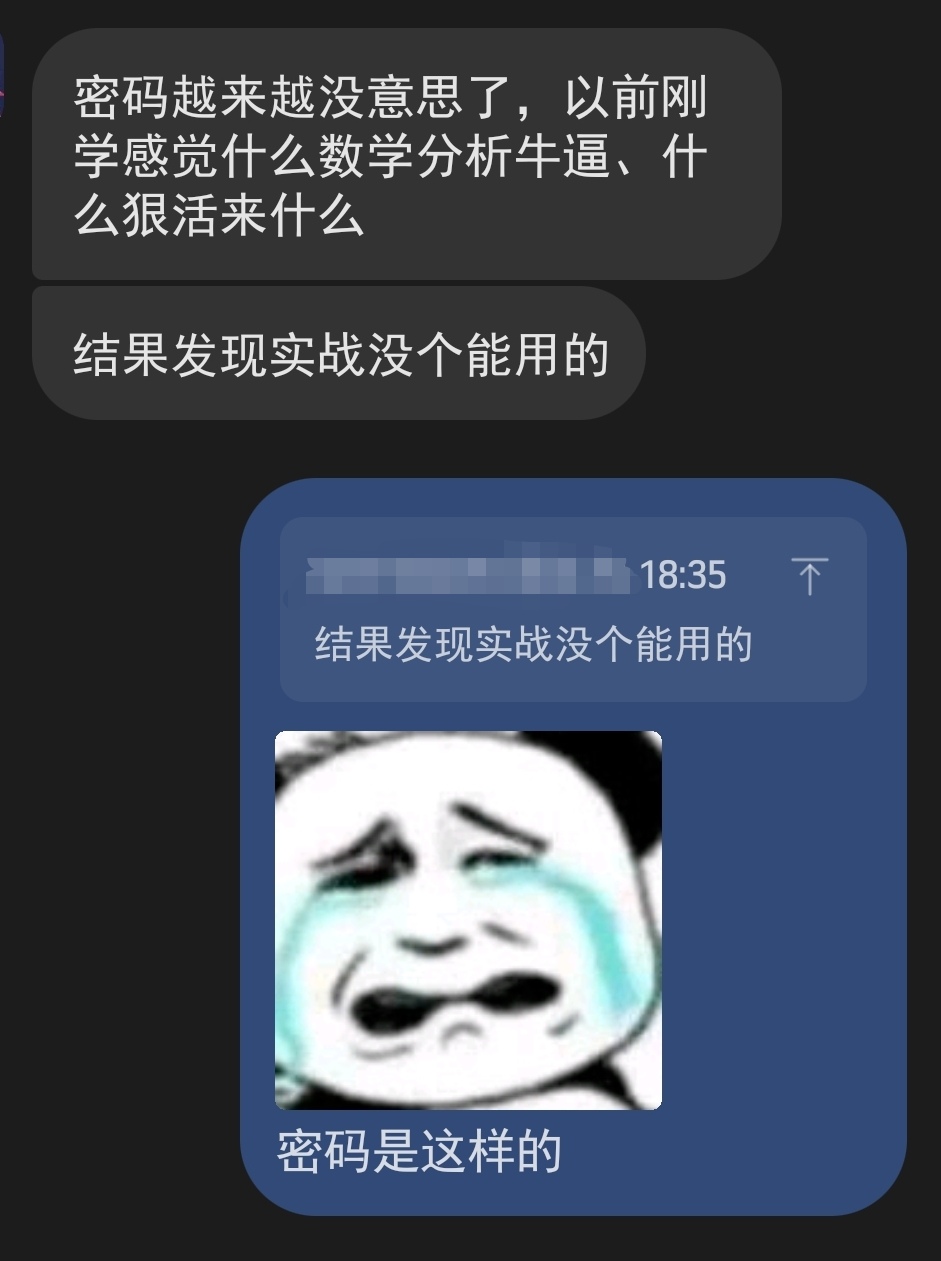 密码越来越没意思了，以前刚
学感觉什么数学分析牛逼、什
么狠活来什么
结果发现实战没个能用的
18:35
结果发现实战没个能用的
密码是这样的